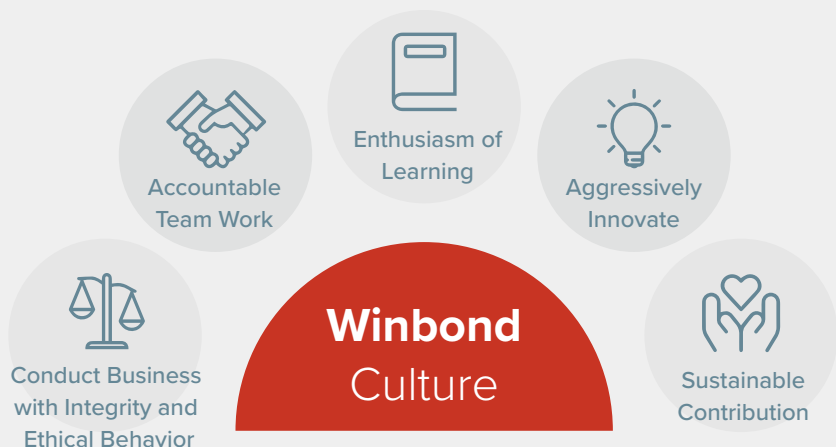 Enthusiasm of
Learning
Accountable
Team Work
Aggressively
Innovate
Winbond
Culture
Conduct Business
with Integrity and
Ethical Behavior
Sustainable
Contribution